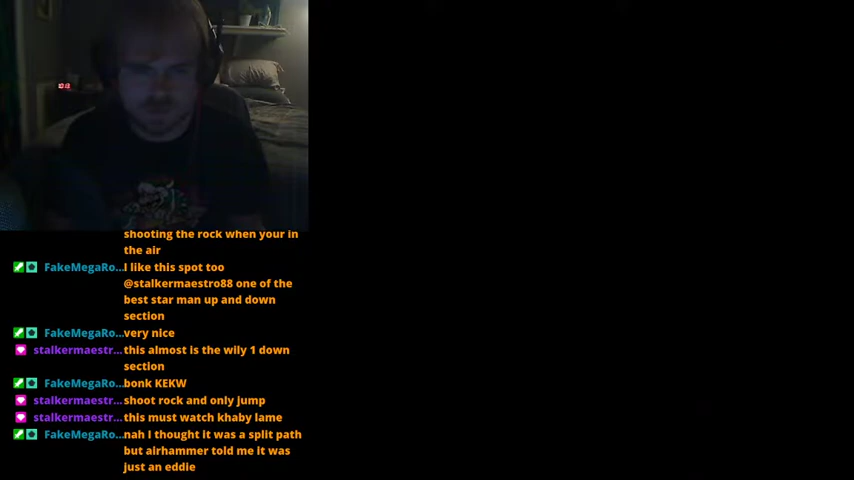 shooting the rock when your in
the air
FakeMegaRo...I like this spot too
@stalkermaestro88 one of the
best star man up and down
section
FakeMegaRo...very nice
stalkermaestr...this almost is the wily 1 down
section
FakeMegaRo...bonk KEKW
stalkermaestr...shoot rock and only jump
stalkermaestr...this must watch khaby lame
FakeMegaRo...nah I thought it was a split path
but airhammer told me it was
just an eddie